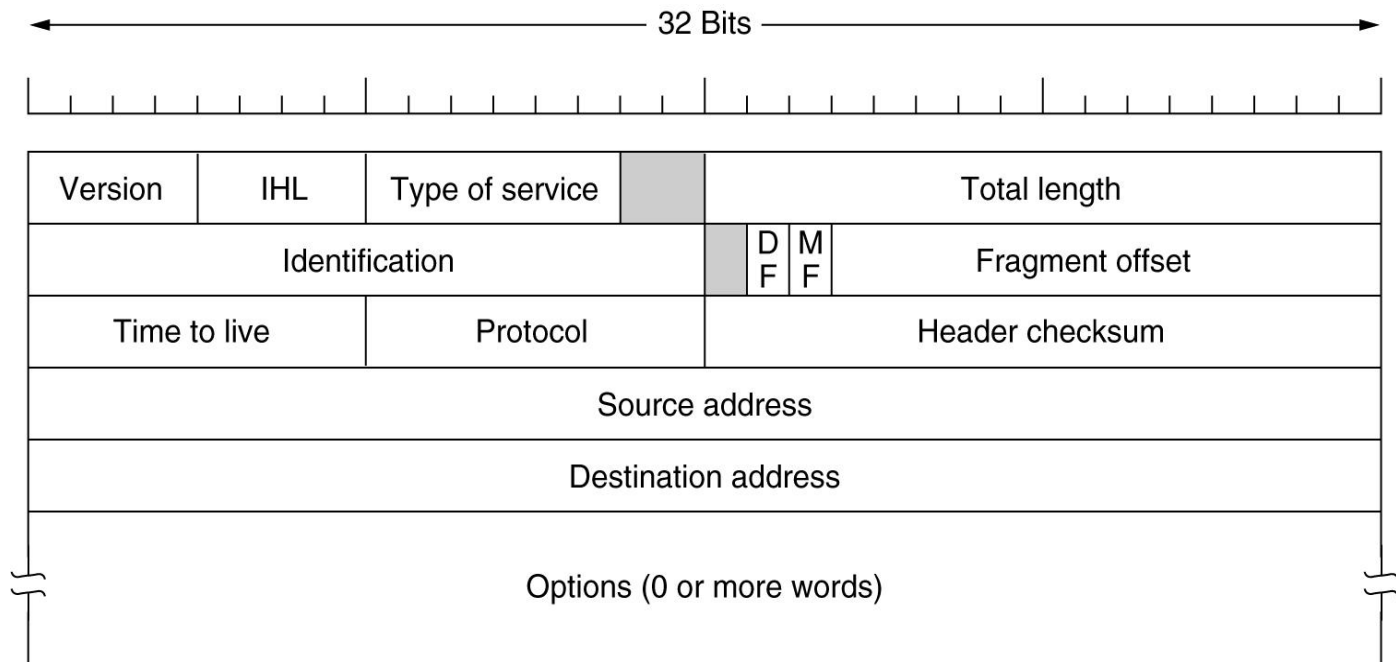 32 Bits
Version IHL Type of service Total length
Identification D F M F Fragment offset
Time to live Protocol Header checksum
Source address
Destination address
Options (0 or more words)